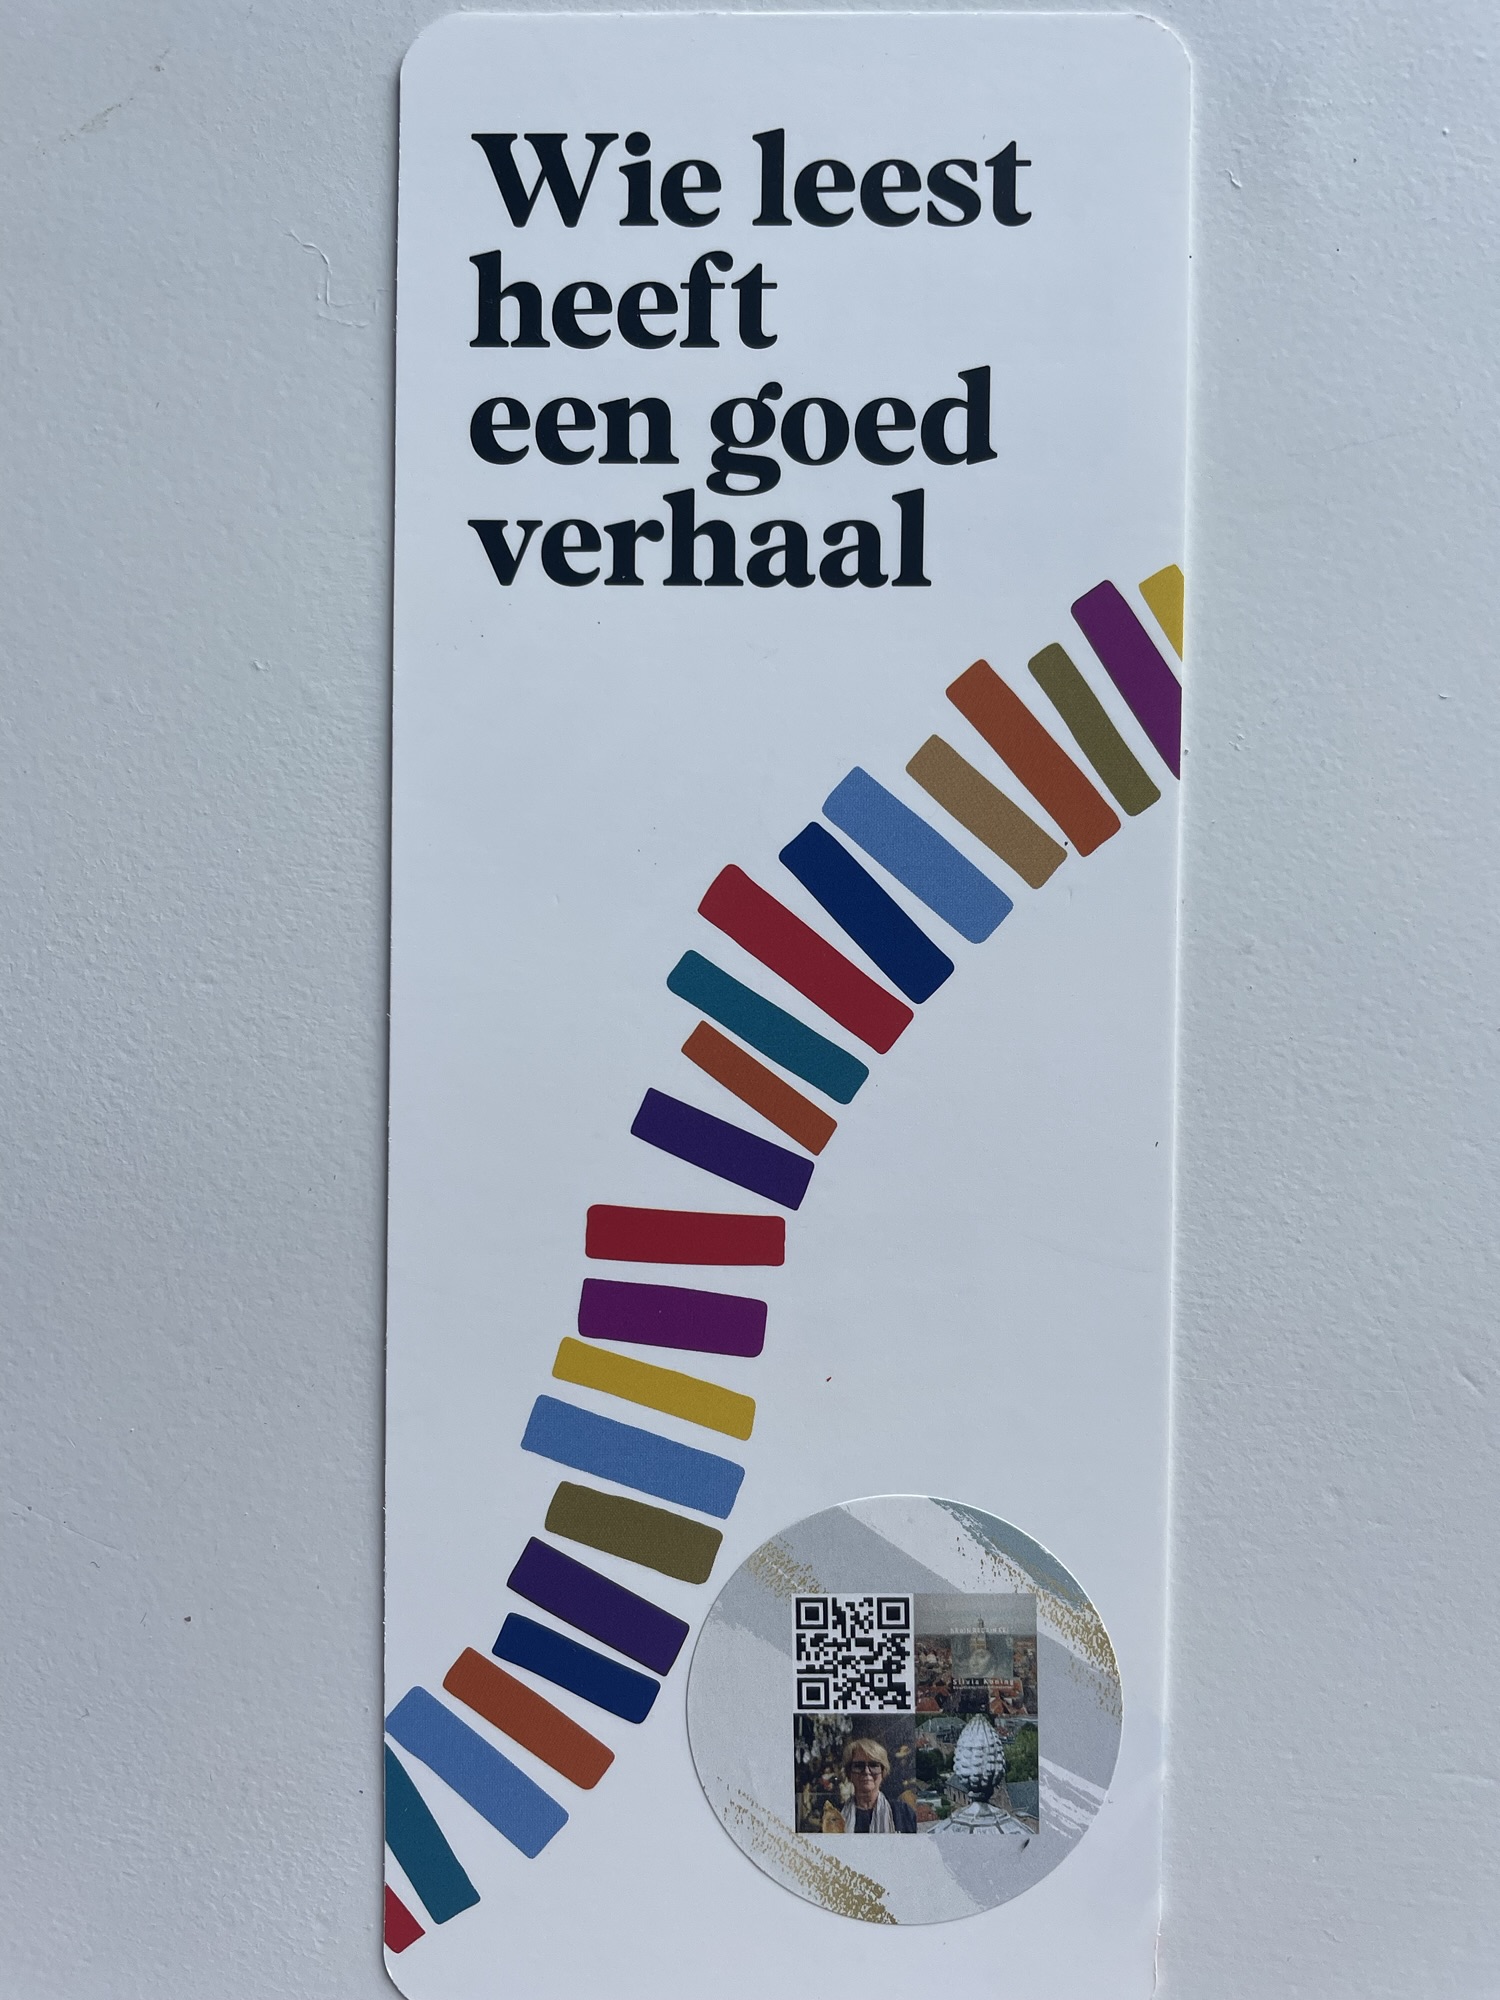 Wie leest
heeft
een goed
verhaal
Silvia Koning